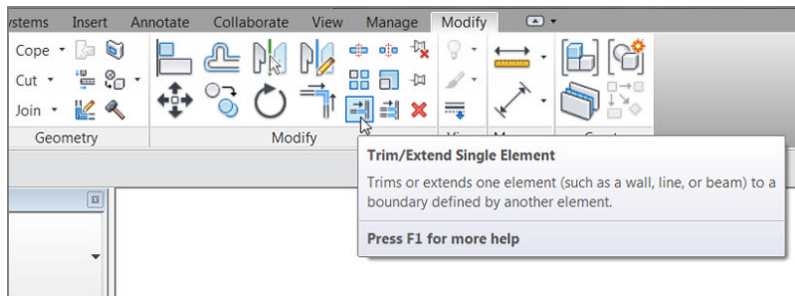 ystems Insert Annotate Collaborate View Manage Modify
Cope
Cut
Join
Geometry Modify
Trim/Extend Single Element
Trims or extends one element (such as a wall, line, or beam) to a
boundary defined by another element.
Press F1 for more help